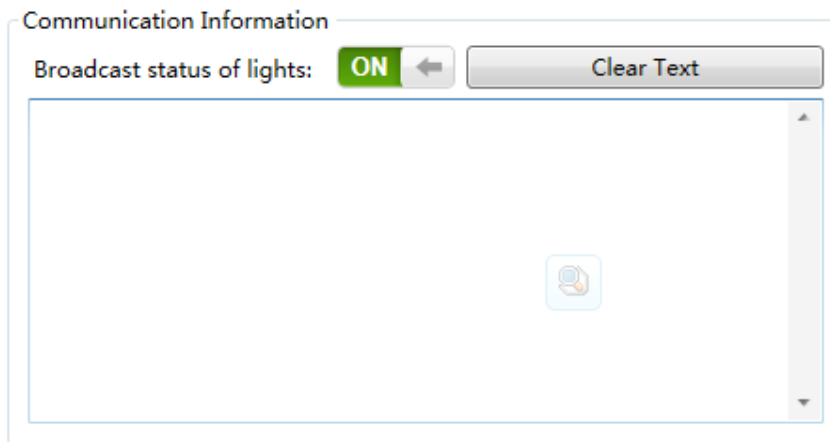 Communication Information
Broadcast status of lights: ON Clear Text